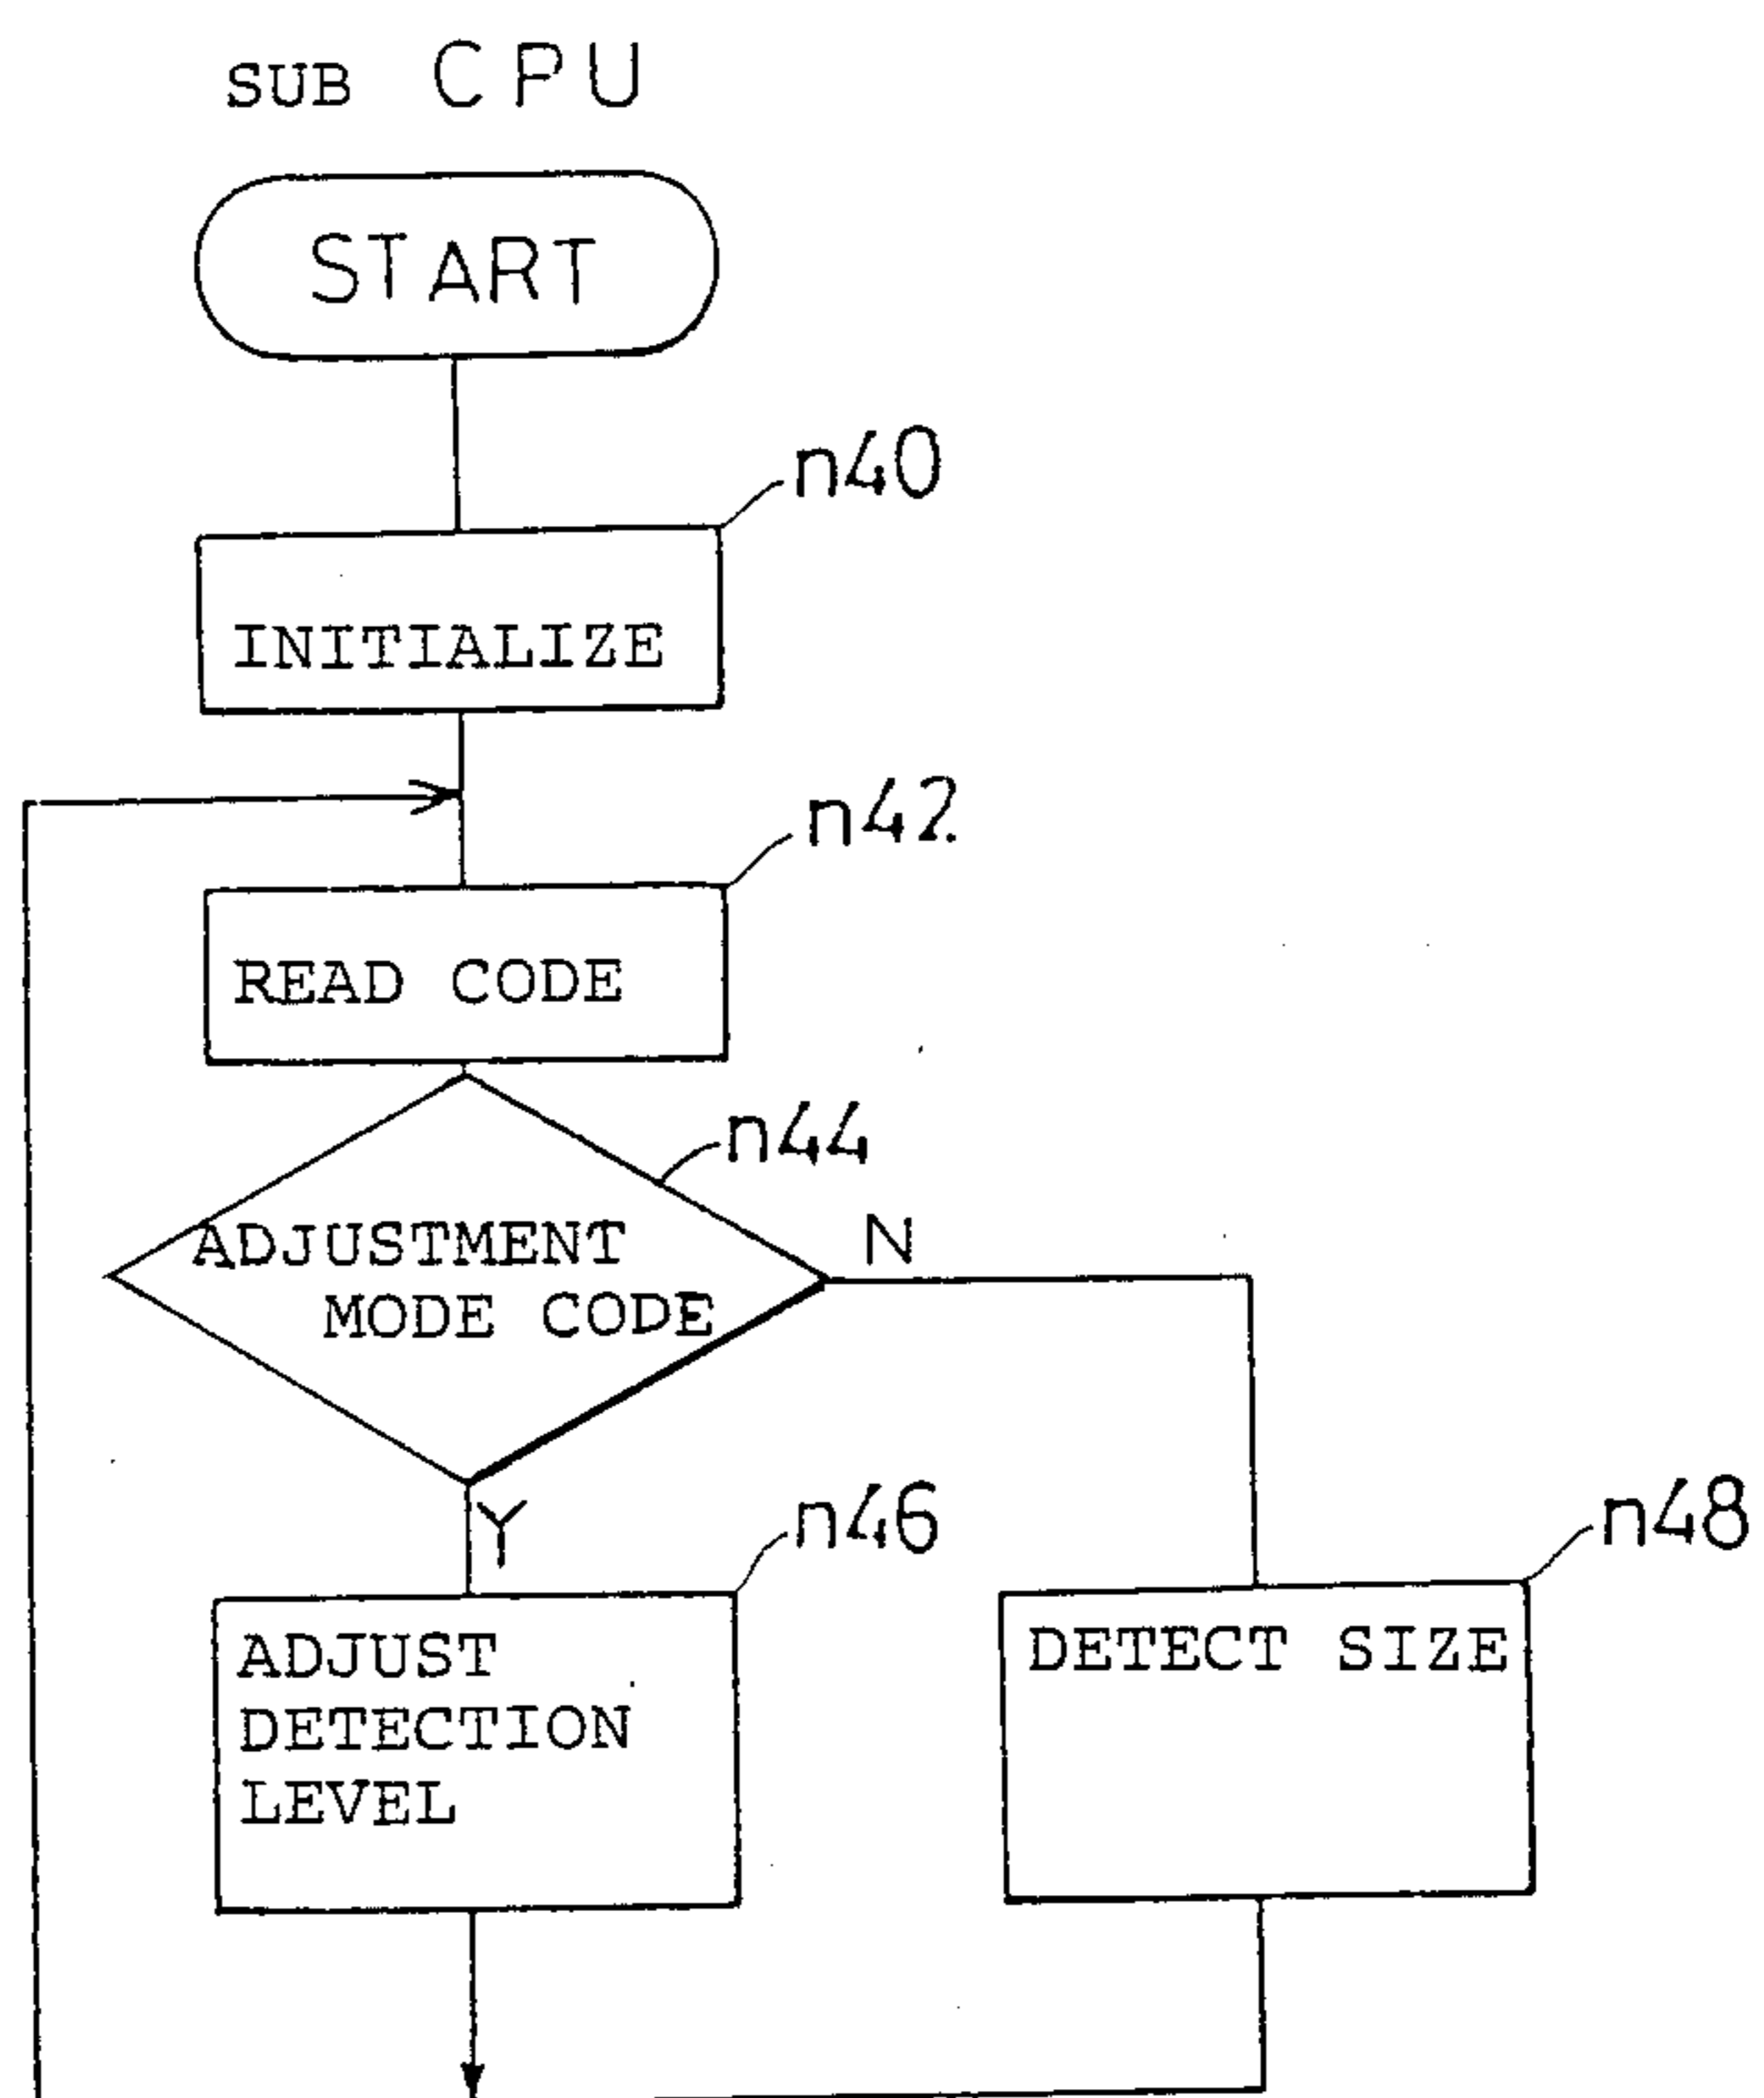 SUB CPU
START
n40
INITIALIZE
n42
READ CODE
n44
ADJUSTMENT
MODE CODE
N
Y
n46
n48
ADJUST
DETECTION
LEVEL
DETECT SIZE